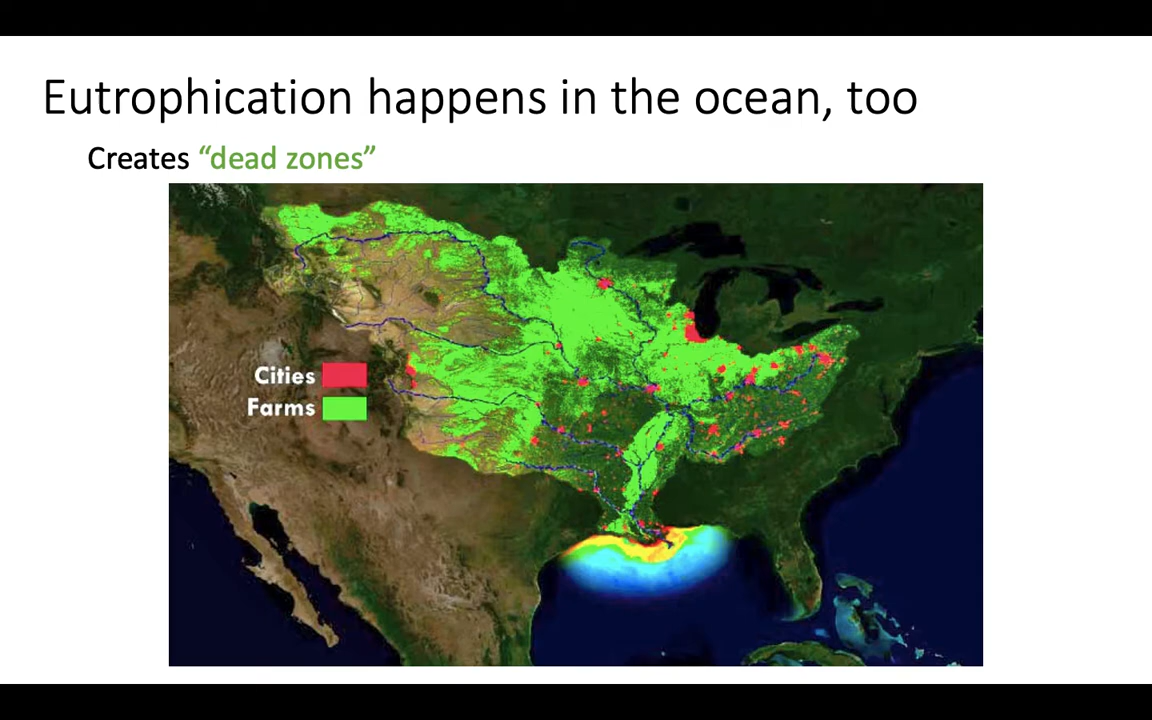 Eutrophication happens in the ocean, too
Creates “dead zones”
Cities
Farms